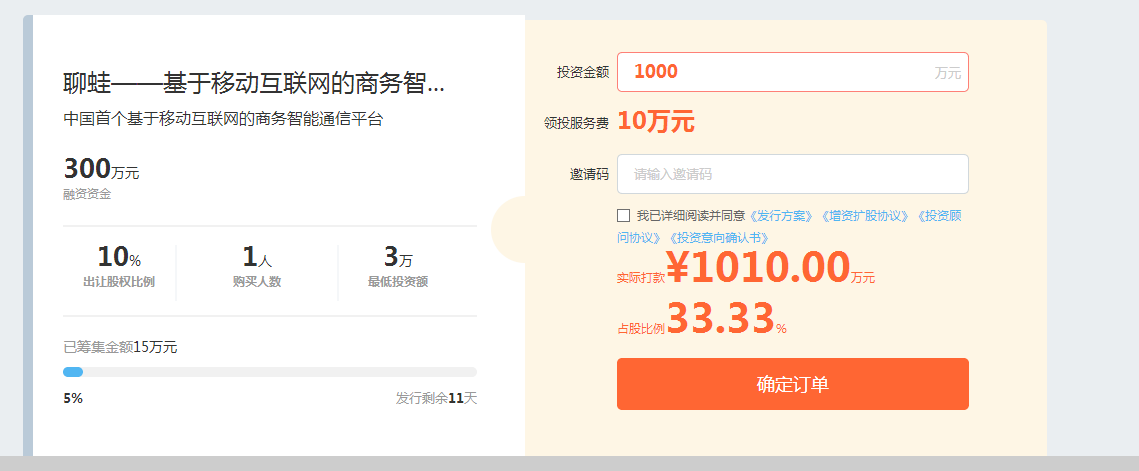 聊蛙——基于移动互联网的商务智...
中国首个基于移动互联网的商务智能通信平台
300万元
融资资金
10% 1人 3万
出让股权比例 购买人数 最低投资额
已筹集金额15万元
5% 发行剩余11天
投资金额 1000 万元
领投服务费 10万元
邀请码 请输入邀请码
我已详细阅读并同意《发行方案》《增资扩股协议》《投资顾
问协议》《投资意向确认书》
实际打款¥1010.00万元
占股比例33.33%
确定订单